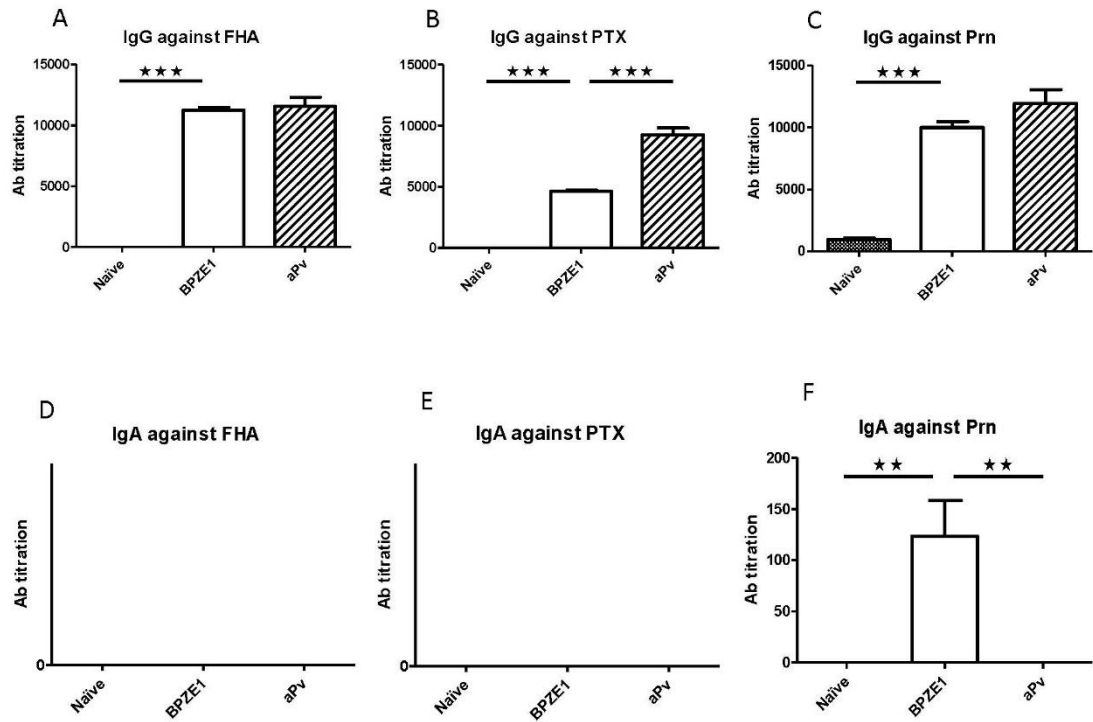 A
IgG against FHA
Ab titration
15000
10000
5000
0
★★★
Naïve
BPZE1
aPv
B
IgG against PTX
Ab titration
15000
10000
5000
0
★★★
★★★
Naïve
BPZE1
aPv
C
IgG against Prn
Ab titration
15000
10000
5000
0
★★★
Naïve
BPZE1
aPv
D
IgA against FHA
Ab titration
0
Naïve
BPZE1
aPv
E
IgA against PTX
Ab titration
0
Naïve
BPZE1
aPv
F
IgA against Prn
Ab titration
200
150
100
50
0
★★
★★
Naïve
BPZE1
aPv